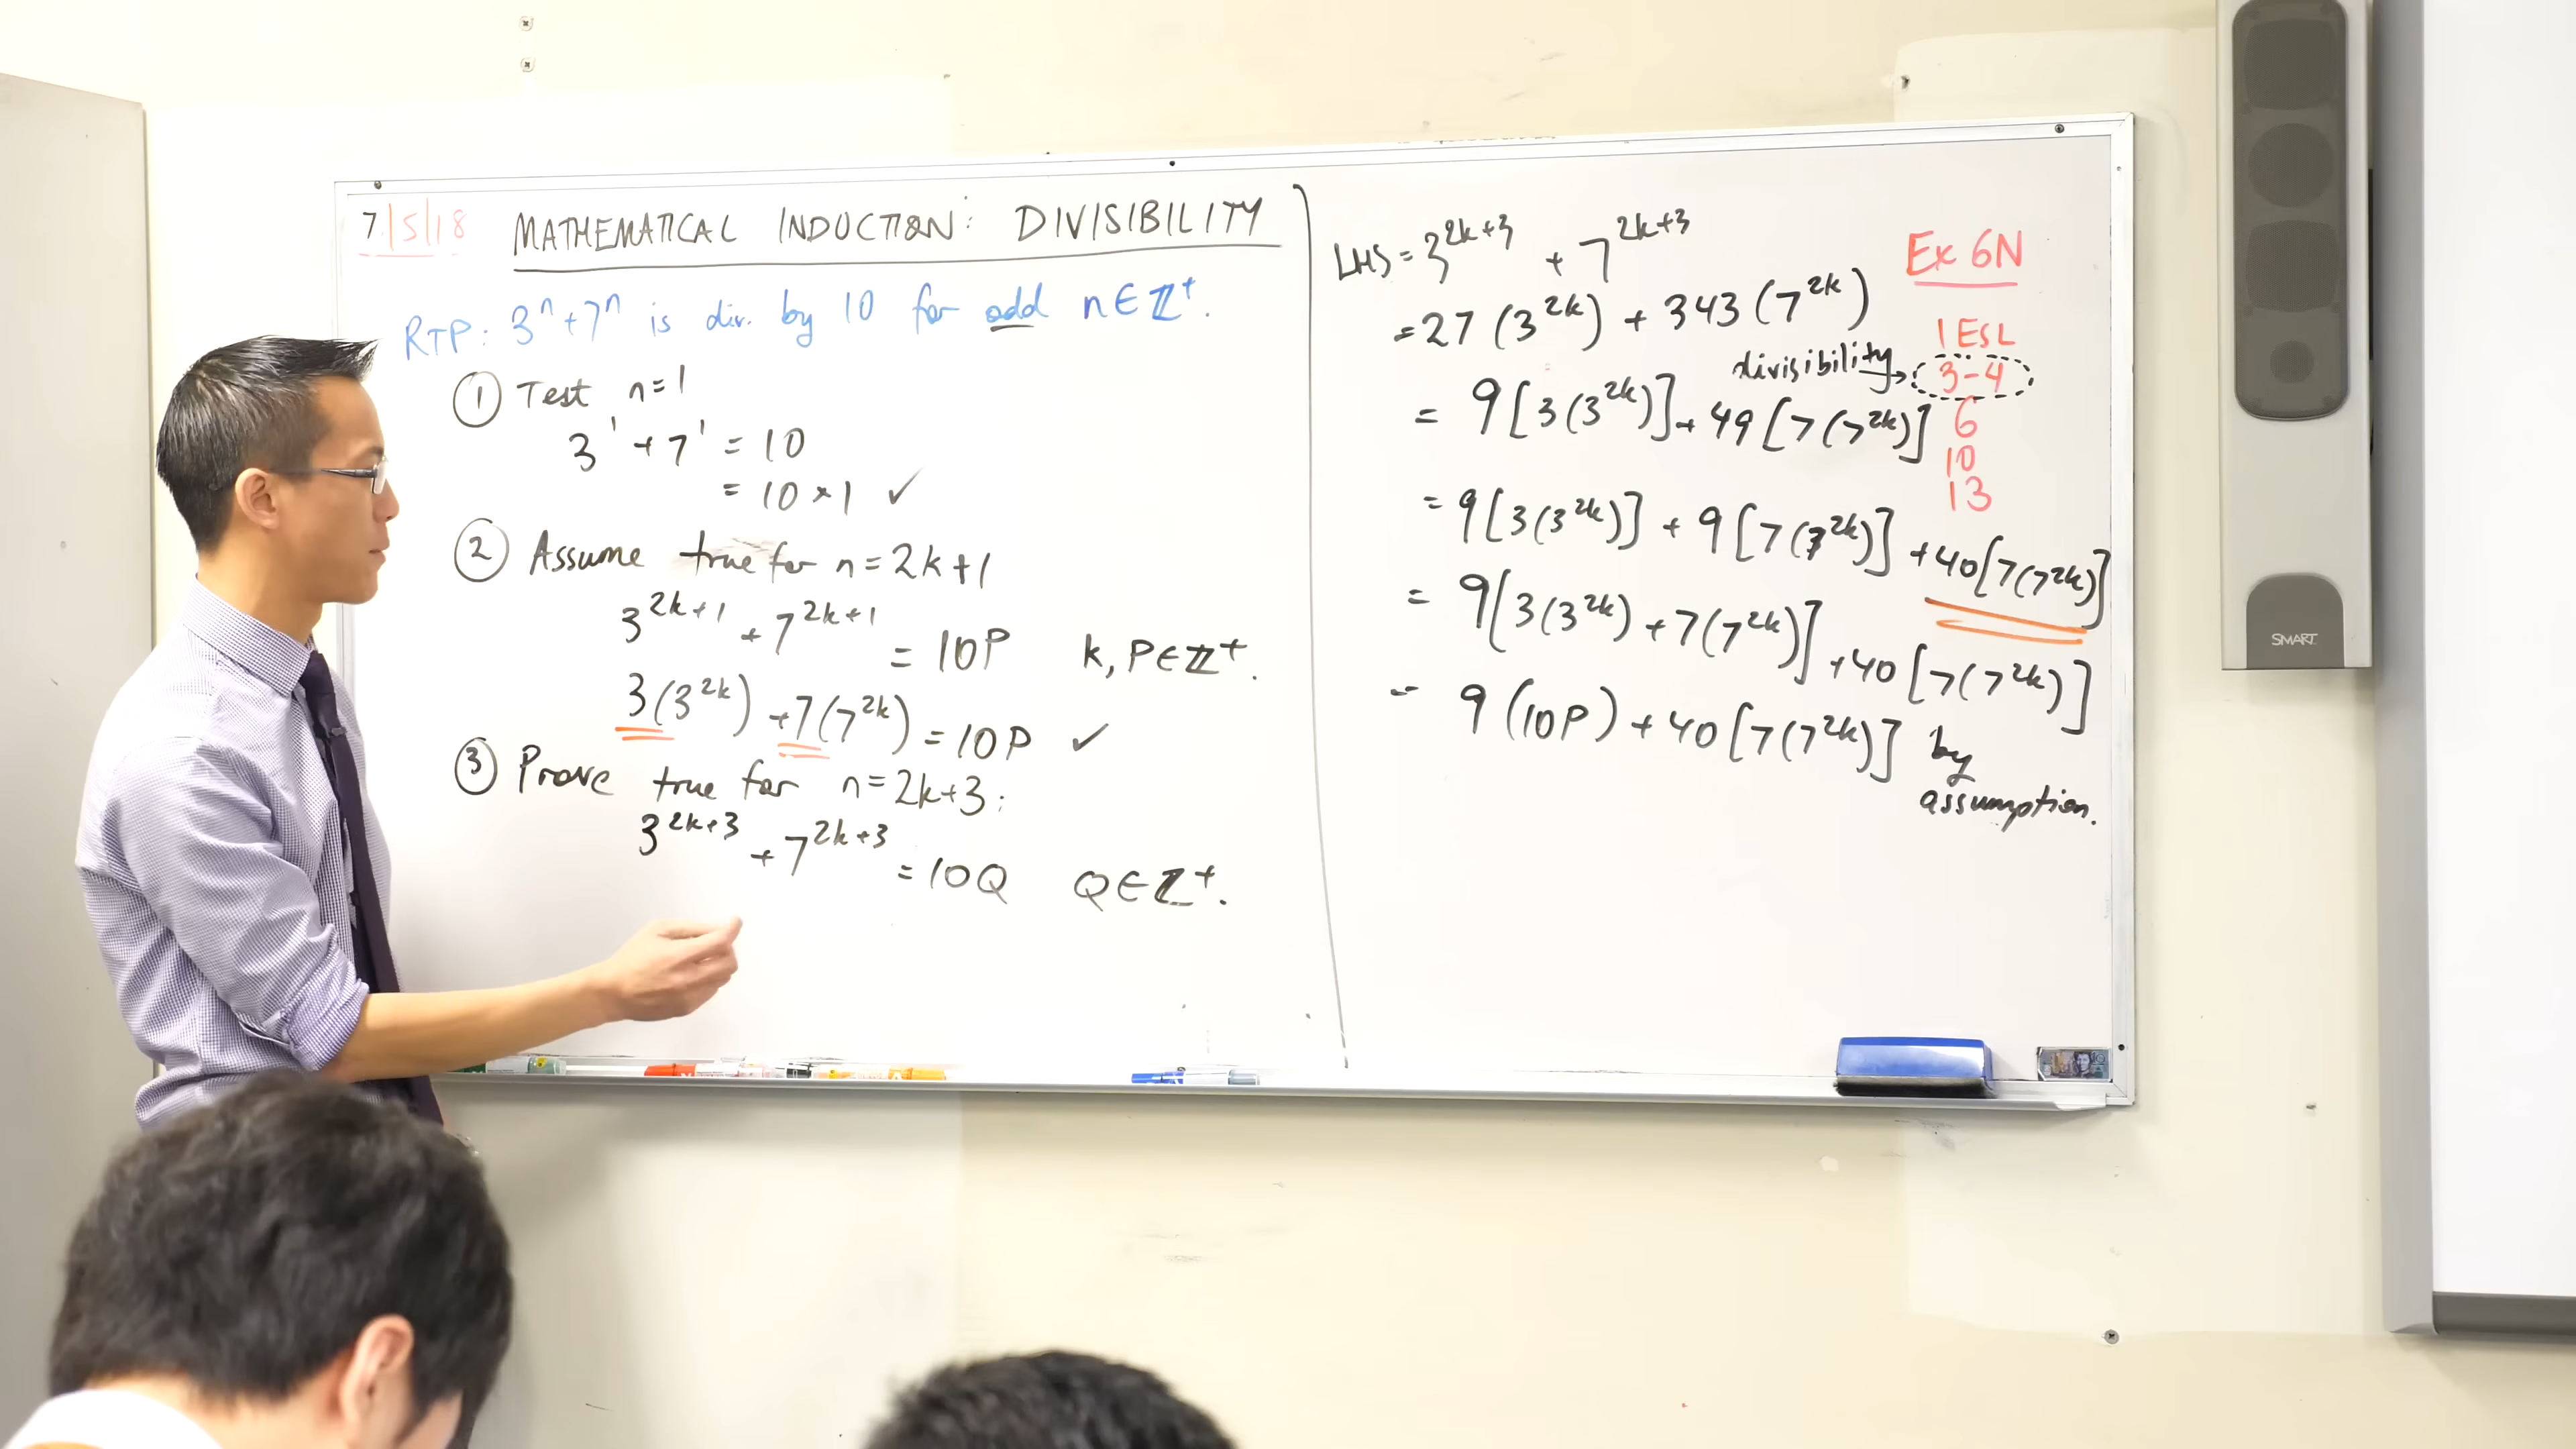 7/5/18 MATHEMATICAL INDUCTION: DIVISIBILITY
RTP: 3ⁿ+7ⁿ is div. by 10 for odd n∈ℤ⁺.
① Test n=1
3¹+7¹ = 10
= 10×1 ✓
② Assume true for n=2k+1
3^(2k+1) + 7^(2k+1) = 10P k, P∈ℤ⁺.
3(3^(2k)) + 7(7^(2k)) = 10P ✓
③ Prove true for n=2k+3:
3^(2k+3) + 7^(2k+3) = 10Q Q∈ℤ⁺.
LHS = 3^(2k+3) + 7^(2k+3)
= 27(3^(2k)) + 343(7^(2k))
= 9[3(3^(2k))] + 49[7(7^(2k))]
= 9[3(3^(2k))] + 9[7(7^(2k))] + 40[7(7^(2k))]
= 9[3(3^(2k)) + 7(7^(2k))] + 40[7(7^(2k))]
= 9(10P) + 40[7(7^(2k))] by
assumption.
Ex 6N
1 ESL
divisibility → 3-4
6
10
13
SMART